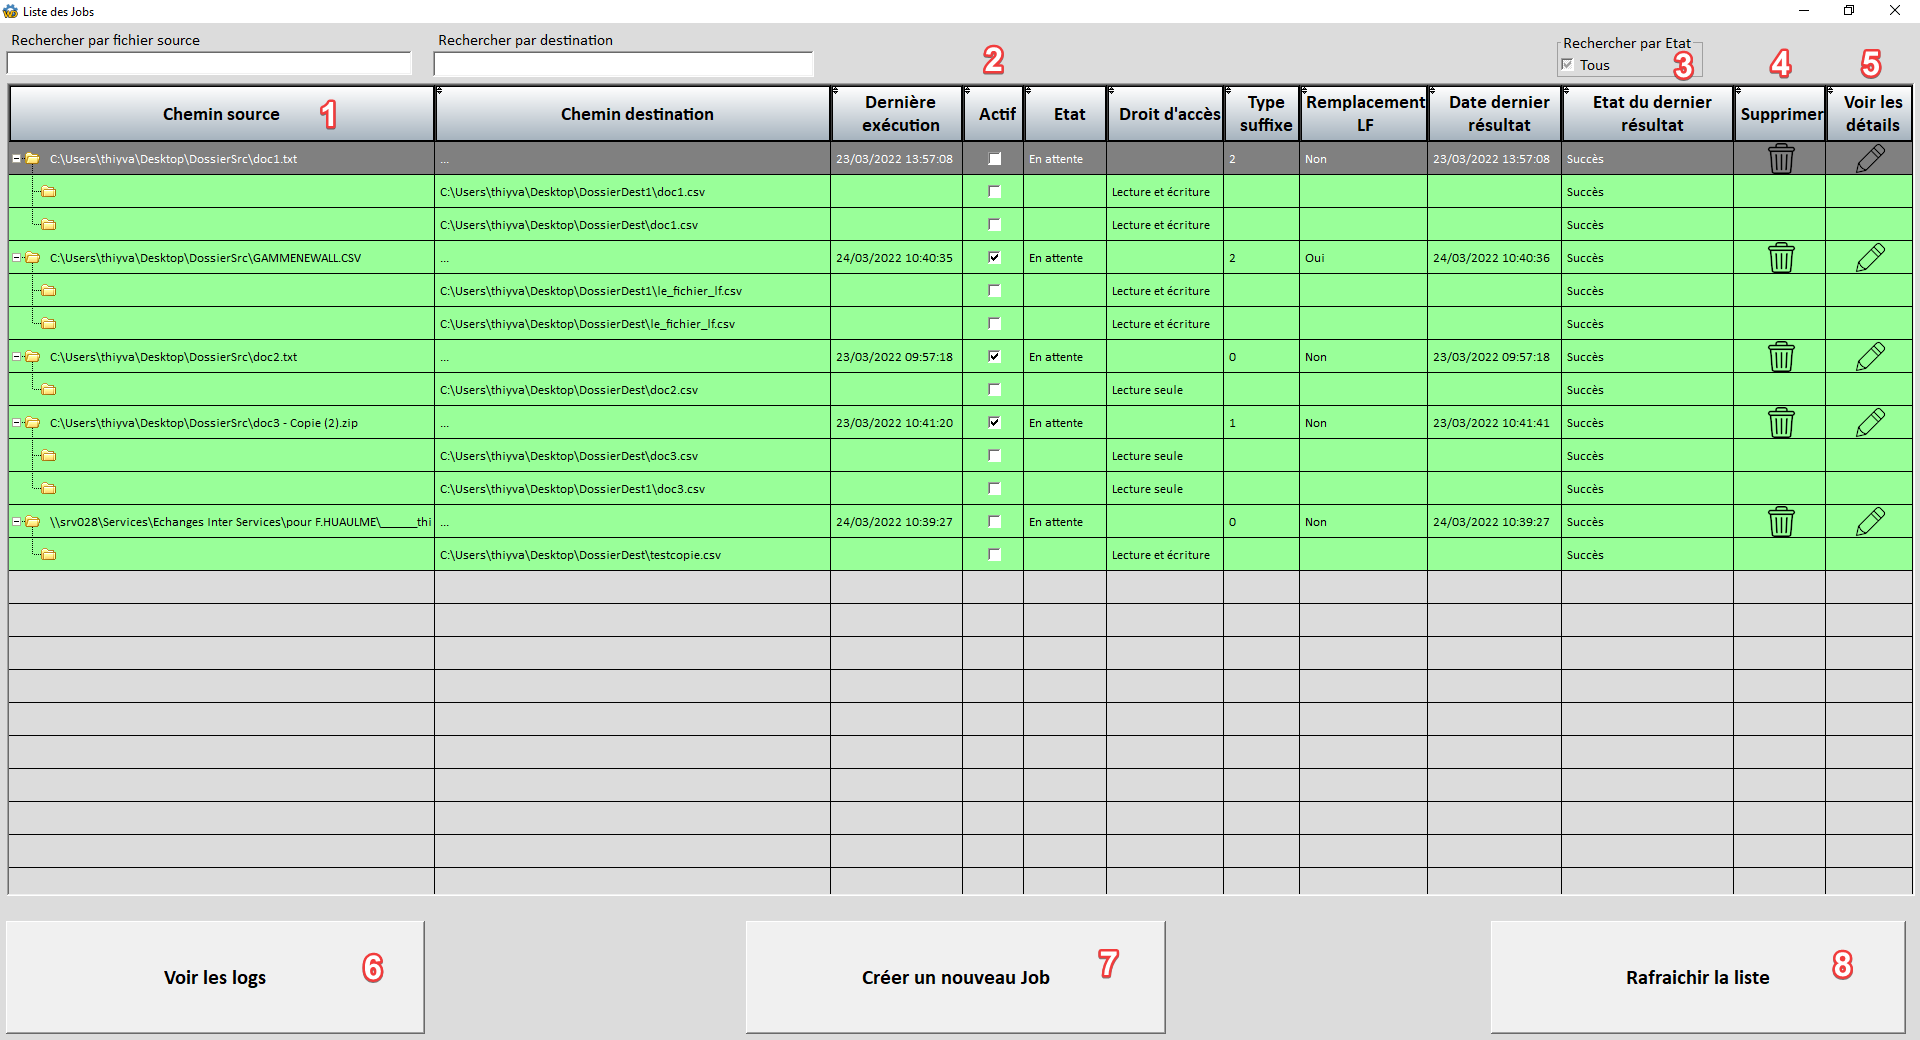 Liste des Jobs
Rechercher par fichier source
Rechercher par destination
Rechercher par Etat
Tous
2
3
4
5
Chemin source
1
Chemin destination
Dernière exécution
Actif
Etat
Droit d'accès
Type suffixe
Remplacement LF
Date dernier résultat
Etat du dernier résultat
Supprimer
Voir les détails
C:\Users\thiyva\Desktop\DossierSrc\doc1.txt ... 23/03/2022 13:57:08 En attente 2 Non 23/03/2022 13:57:08 Succès
C:\Users\thiyva\Desktop\DossierDest1\doc1.csv Lecture et écriture Succès
C:\Users\thiyva\Desktop\DossierDest\doc1.csv Lecture et écriture Succès
C:\Users\thiyva\Desktop\DossierSrc\GAMMENEWALL.CSV ... 24/03/2022 10:40:35 En attente 2 Oui 24/03/2022 10:40:36 Succès
C:\Users\thiyva\Desktop\DossierDest1\le_fichier_lf.csv Lecture et écriture Succès
C:\Users\thiyva\Desktop\DossierDest\le_fichier_lf.csv Lecture et écriture Succès
C:\Users\thiyva\Desktop\DossierSrc\doc2.txt ... 23/03/2022 09:57:18 En attente 0 Non 23/03/2022 09:57:18 Succès
C:\Users\thiyva\Desktop\DossierDest\doc2.csv Lecture seule Succès
C:\Users\thiyva\Desktop\DossierSrc\doc3 - Copie (2).zip ... 23/03/2022 10:41:20 En attente 1 Non 23/03/2022 10:41:41 Succès
C:\Users\thiyva\Desktop\DossierDest\doc3.csv Lecture seule Succès
C:\Users\thiyva\Desktop\DossierDest1\doc3.csv Lecture seule Succès
\\srv028\Services\Echanges Inter Services\pour F.HUAULME\______thi ... 24/03/2022 10:39:27 En attente 0 Non 24/03/2022 10:39:27 Succès
C:\Users\thiyva\Desktop\DossierDest\testcopie.csv Lecture et écriture Succès
Voir les logs
6
Créer un nouveau Job
7
Rafraichir la liste
8